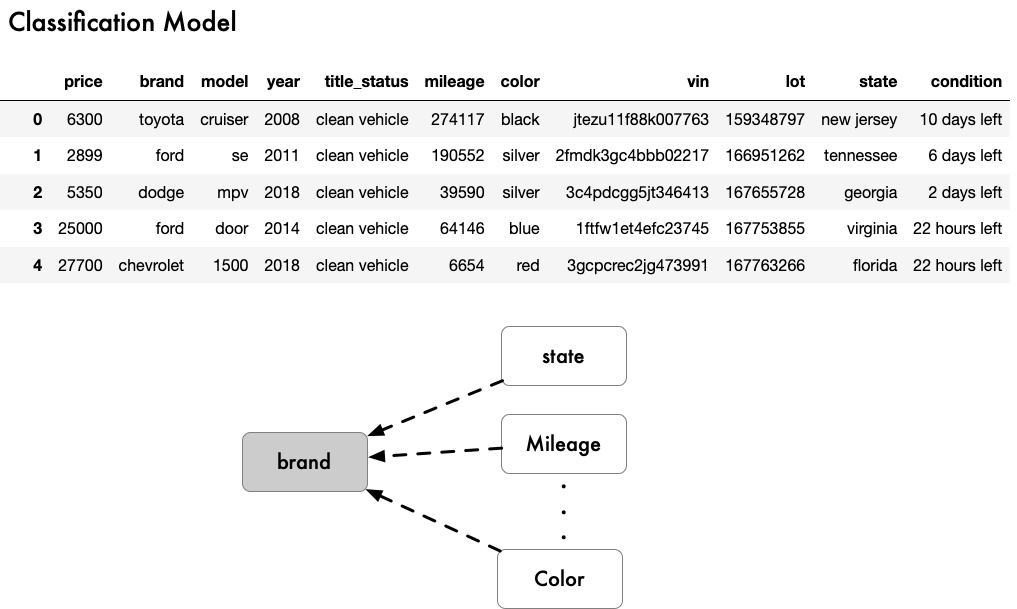 Classification Model
price brand model year title_status mileage color vin lot state condition
0 6300 toyota cruiser 2008 clean vehicle 274117 black jtezu11f88k007763 159348797 new jersey 10 days left
1 2899 ford se 2011 clean vehicle 190552 silver 2fmdk3gc4bbb02217 166951262 tennessee 6 days left
2 5350 dodge mpv 2018 clean vehicle 39590 silver 3c4pdcgg5jt346413 167655728 georgia 2 days left
3 25000 ford door 2014 clean vehicle 64146 blue 1ftfw1et4efc23745 167753855 virginia 22 hours left
4 27700 chevrolet 1500 2018 clean vehicle 6654 red 3gcpcrec2jg473991 167763266 florida 22 hours left
state
Mileage
brand
Color